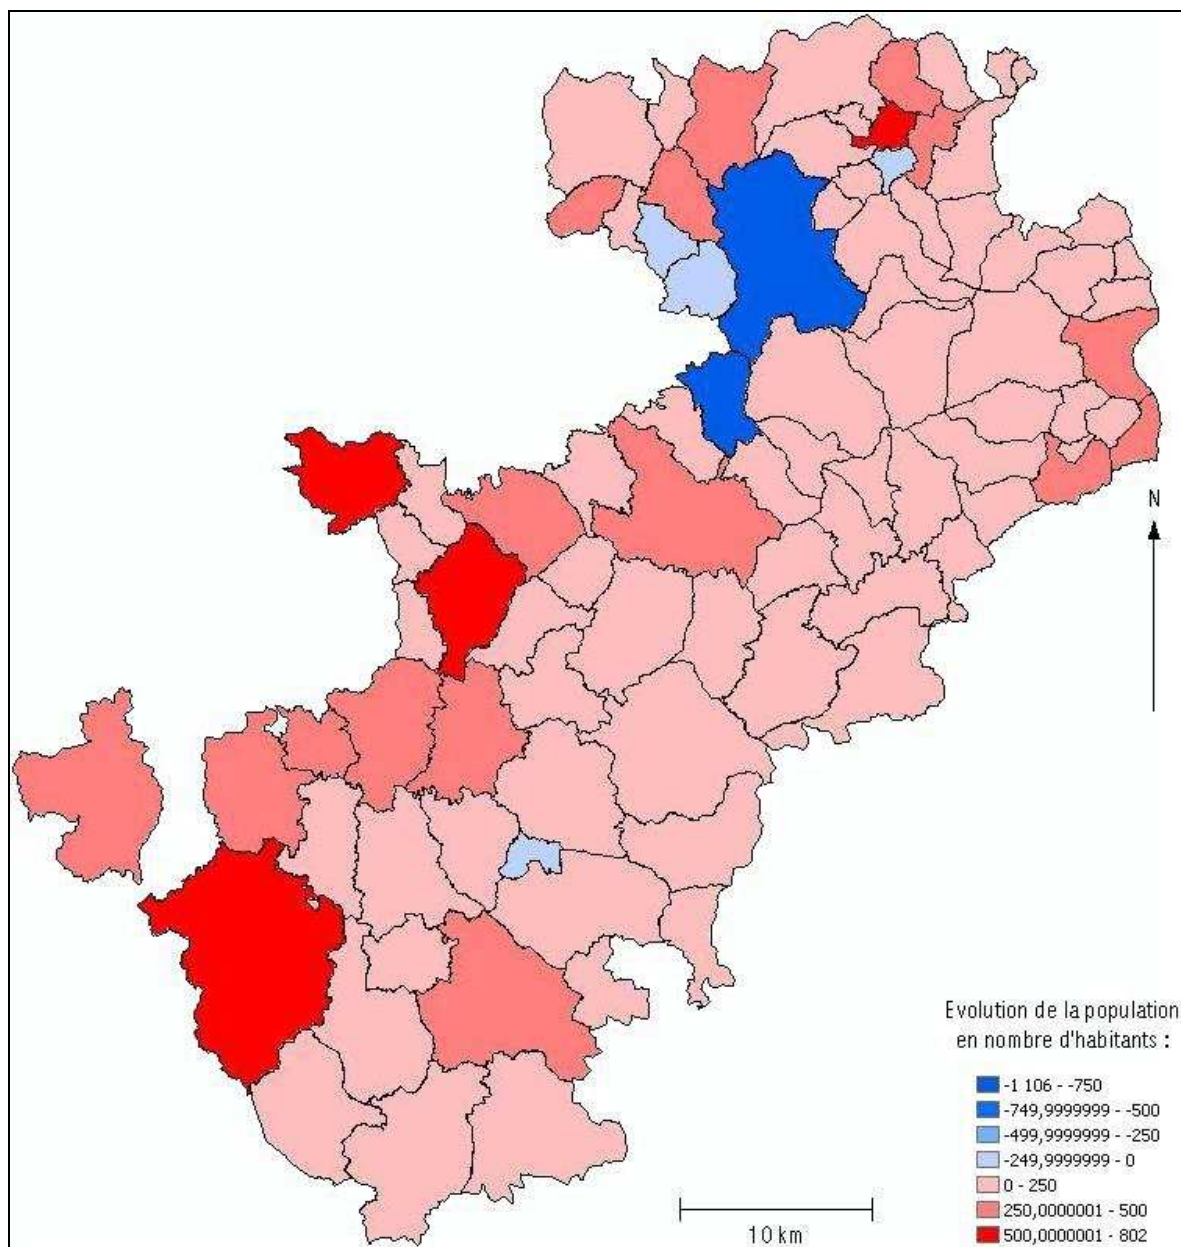 N
Evolution de la population
en nombre d'habitants :
-1 106 - -750
-749,9999999 - -500
-499,9999999 - -250
-249,9999999 - 0
0 - 250
250,0000001 - 500
500,0000001 - 802
10 km